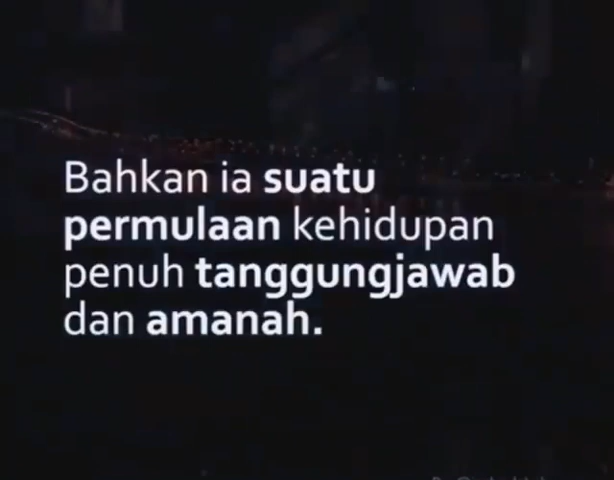 Bahkan ia suatu
permulaan kehidupan
penuh tanggungjawab
dan amanah.